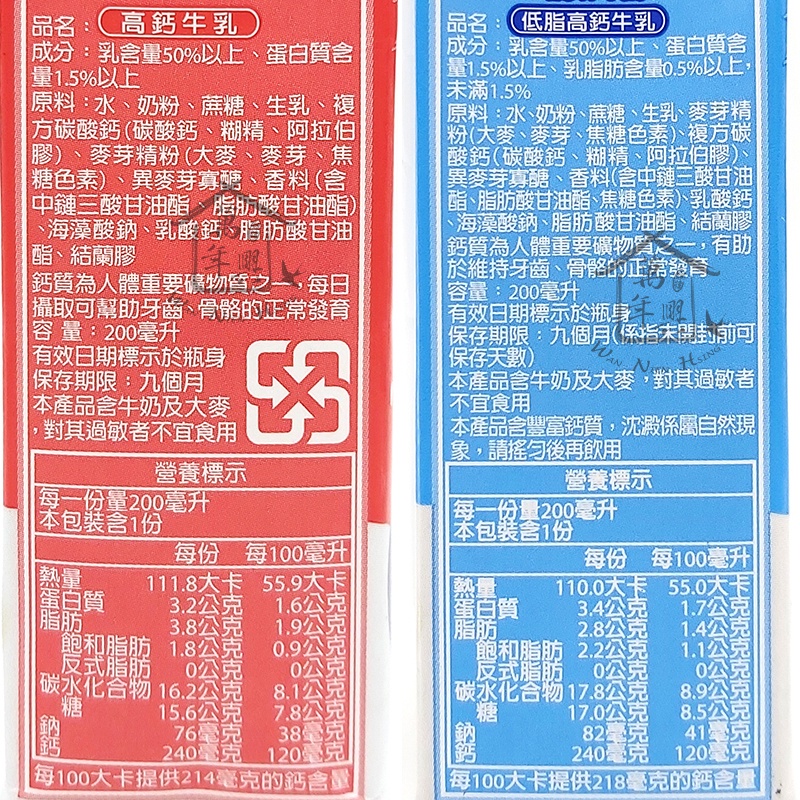 品名：高鈣牛乳
成分：乳含量50%以上、蛋白質含
量1.5%以上
原料：水、奶粉、蔗糖、生乳、複
方碳酸鈣(碳酸鈣、糊精、阿拉伯
膠)、麥芽精粉(大麥、麥芽、焦
糖色素)、異麥芽寡醣、香料(含
中鏈三酸甘油酯、脂肪酸甘油酯)
、海藻酸鈉、乳酸鈣、脂肪酸甘油
酯、結蘭膠
鈣質為人體重要礦物質之一，每日
攝取可幫助牙齒、骨骼的正常發育
容 量：200毫升
有效日期標示於瓶身
保存期限：九個月
本產品含牛奶及大麥
，對其過敏者不宜食用
營養標示
每一份量200毫升
本包裝含1份
每份 每100毫升
熱量 111.8大卡 55.9大卡
蛋白質 3.2公克 1.6公克
脂肪 3.8公克 1.9公克
飽和脂肪 1.8公克 0.9公克
反式脂肪 0公克 0公克
碳水化合物 16.2公克 8.1公克
糖 15.6公克 7.8公克
鈉 76毫克 38毫克
鈣 240毫克 120毫克
每100大卡提供214毫克的鈣含量
品名：低脂高鈣牛乳
成分：乳含量50%以上、蛋白質含
量1.5%以上、乳脂肪含量0.5%以上，
未滿1.5%
原料：水、奶粉、蔗糖、生乳、麥芽精
粉(大麥、麥芽、焦糖色素)、複方碳
酸鈣(碳酸鈣、糊精、阿拉伯膠)、
異麥芽寡醣、香料(含中鏈三酸甘油
酯、脂肪酸甘油酯、焦糖色素)、乳酸鈣
、海藻酸鈉、脂肪酸甘油酯、結蘭膠
鈣質為人體重要礦物質之一，有助
於維持牙齒、骨骼的正常發育
容量：200毫升
有效日期標示於瓶身
保存期限：九個月(係指未開封前可
保存天數)
本產品含牛奶及大麥，對其過敏者
不宜食用
本產品含豐富鈣質，沈澱係屬自然現
象，請搖勻後再飲用
營養標示
每一份量200毫升
本包裝含1份
每份 每100毫升
熱量 110.0大卡 55.0大卡
蛋白質 3.4公克 1.7公克
脂肪 2.8公克 1.4公克
飽和脂肪 2.2公克 1.1公克
反式脂肪 0公克 0公克
碳水化合物 17.8公克 8.9公克
糖 17.0公克 8.5公克
鈉 82毫克 41毫克
鈣 240毫克 120毫克
每100大卡提供218毫克的鈣含量
萬年興
WAN NIAN HSING